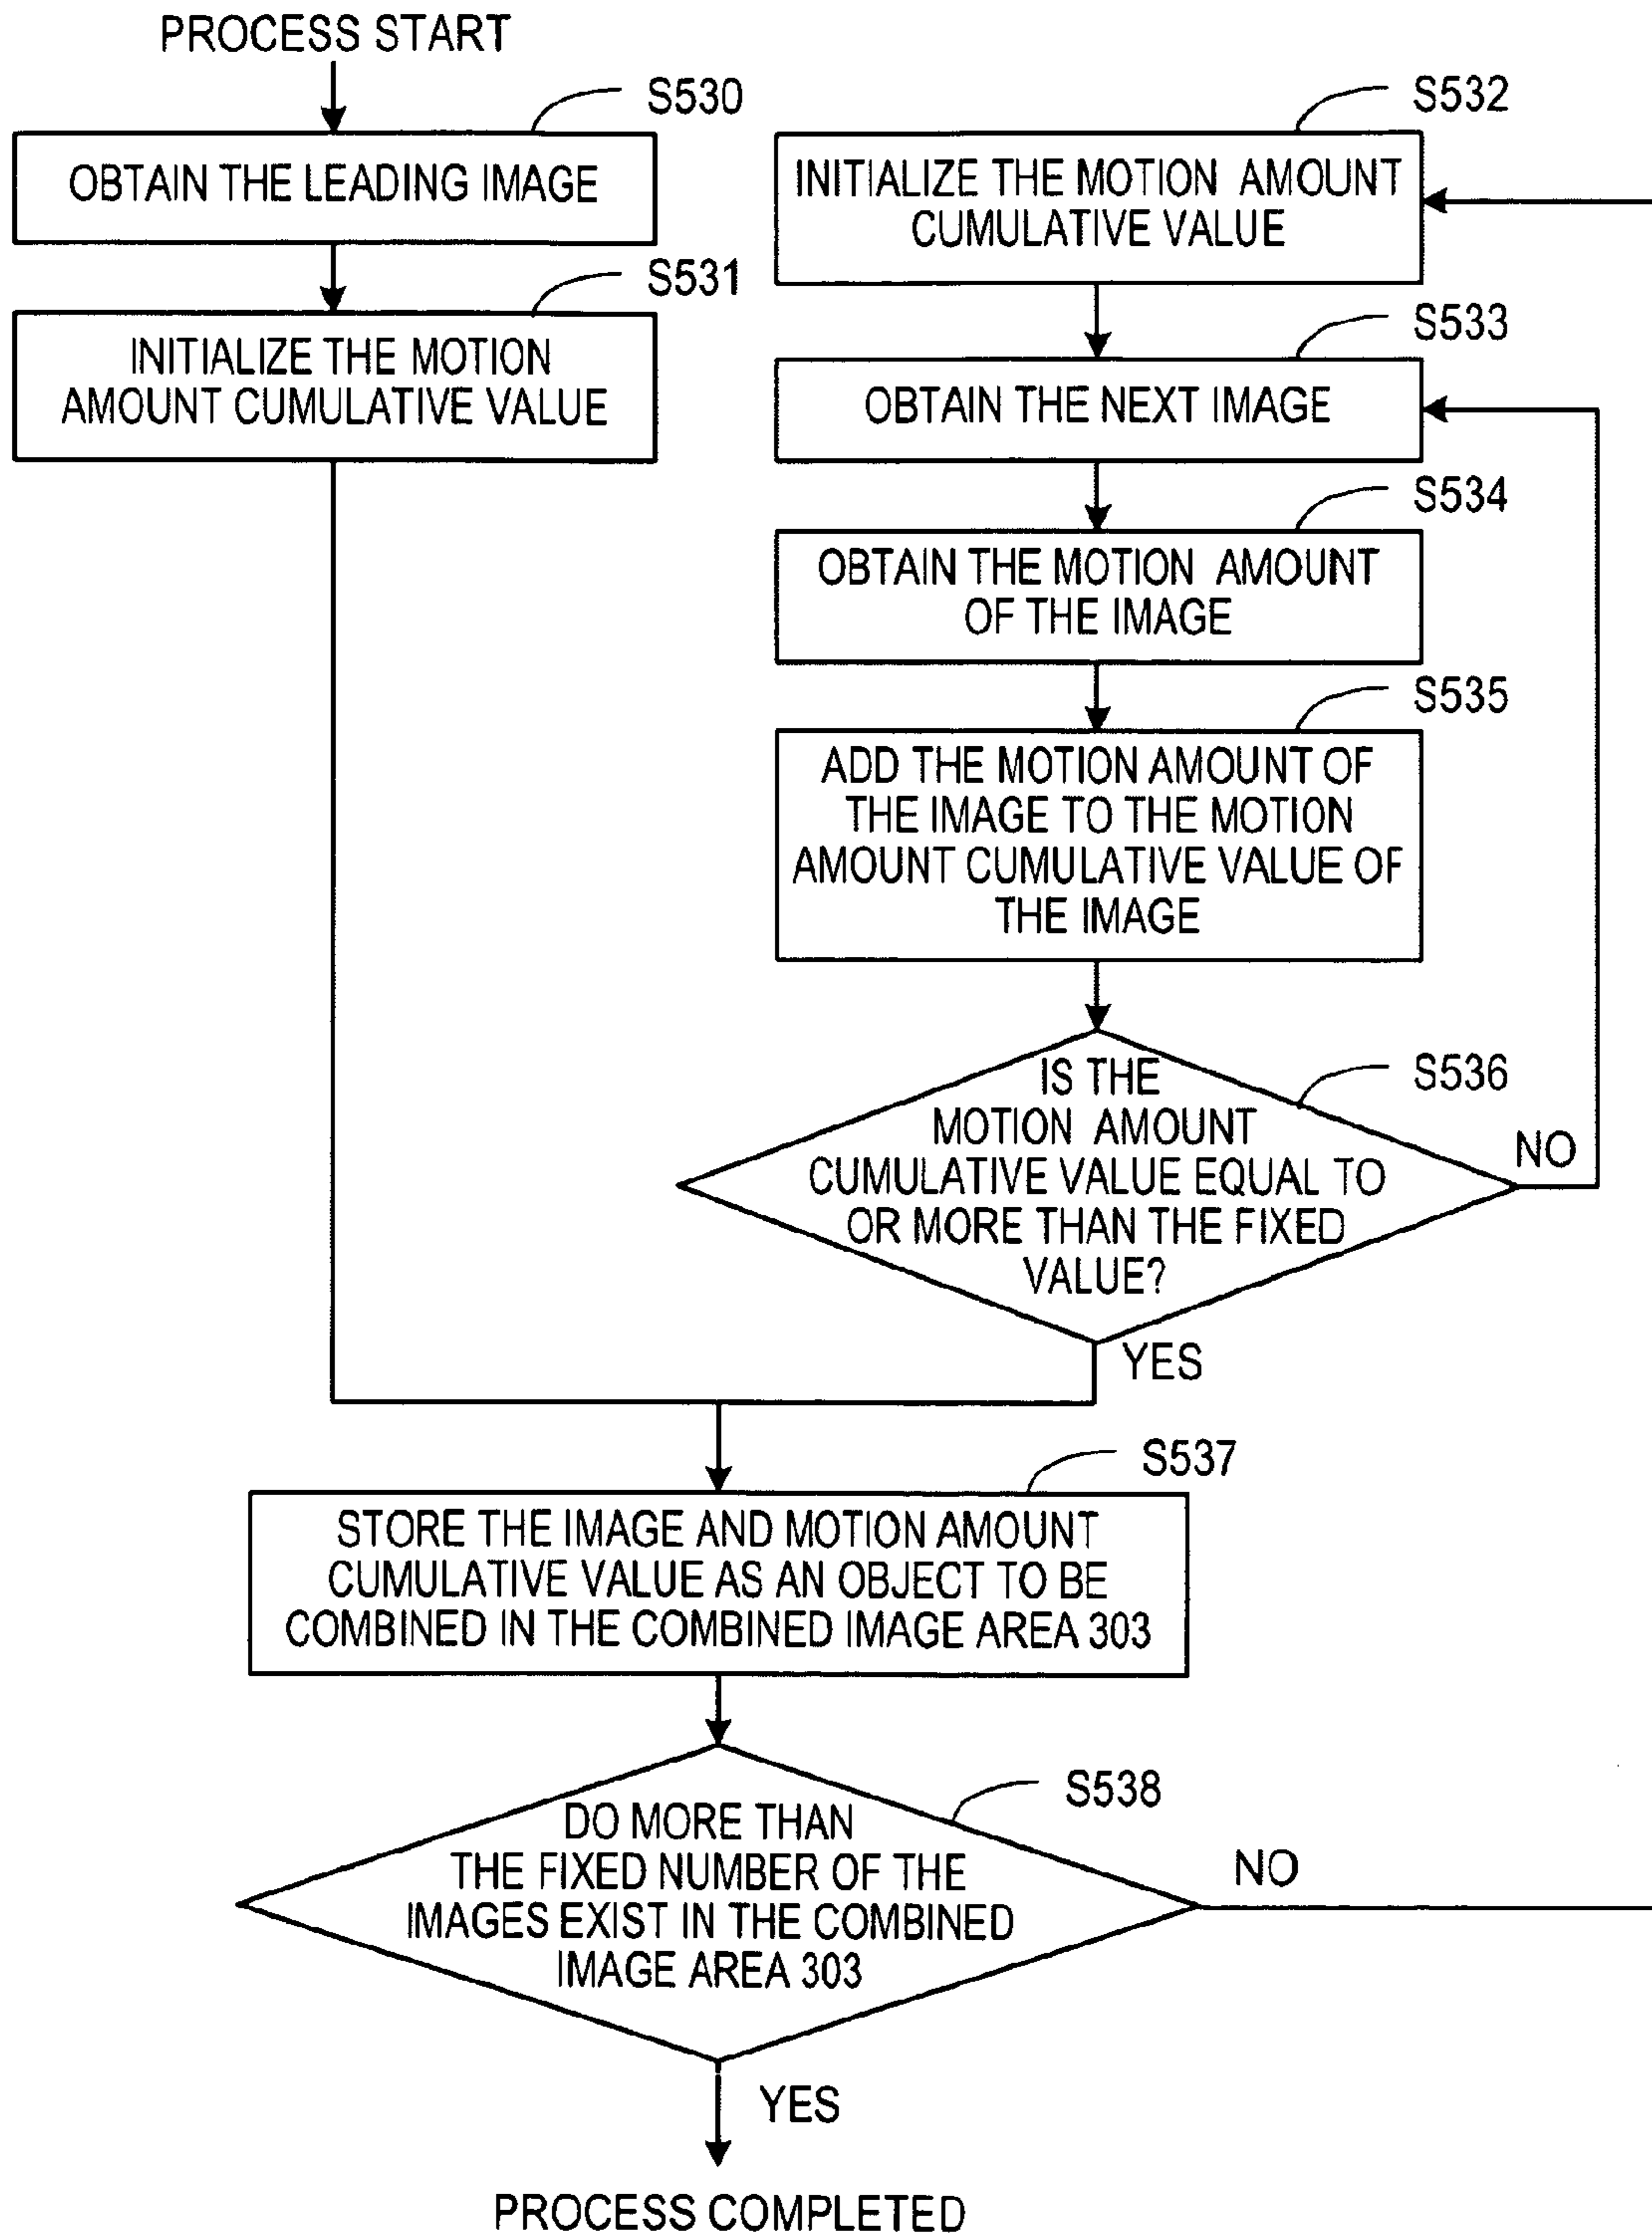 PROCESS START
S530
OBTAIN THE LEADING IMAGE
S531
INITIALIZE THE MOTION
AMOUNT CUMULATIVE VALUE
S532
INITIALIZE THE MOTION AMOUNT
CUMULATIVE VALUE
S533
OBTAIN THE NEXT IMAGE
S534
OBTAIN THE MOTION AMOUNT
OF THE IMAGE
S535
ADD THE MOTION AMOUNT OF
THE IMAGE TO THE MOTION
AMOUNT CUMULATIVE VALUE OF
THE IMAGE
S536
IS THE
MOTION AMOUNT
CUMULATIVE VALUE EQUAL TO
OR MORE THAN THE FIXED
VALUE?
NO
YES
S537
STORE THE IMAGE AND MOTION AMOUNT
CUMULATIVE VALUE AS AN OBJECT TO BE
COMBINED IN THE COMBINED IMAGE AREA 303
S538
DO MORE THAN
THE FIXED NUMBER OF THE
IMAGES EXIST IN THE COMBINED
IMAGE AREA 303
NO
YES
PROCESS COMPLETED